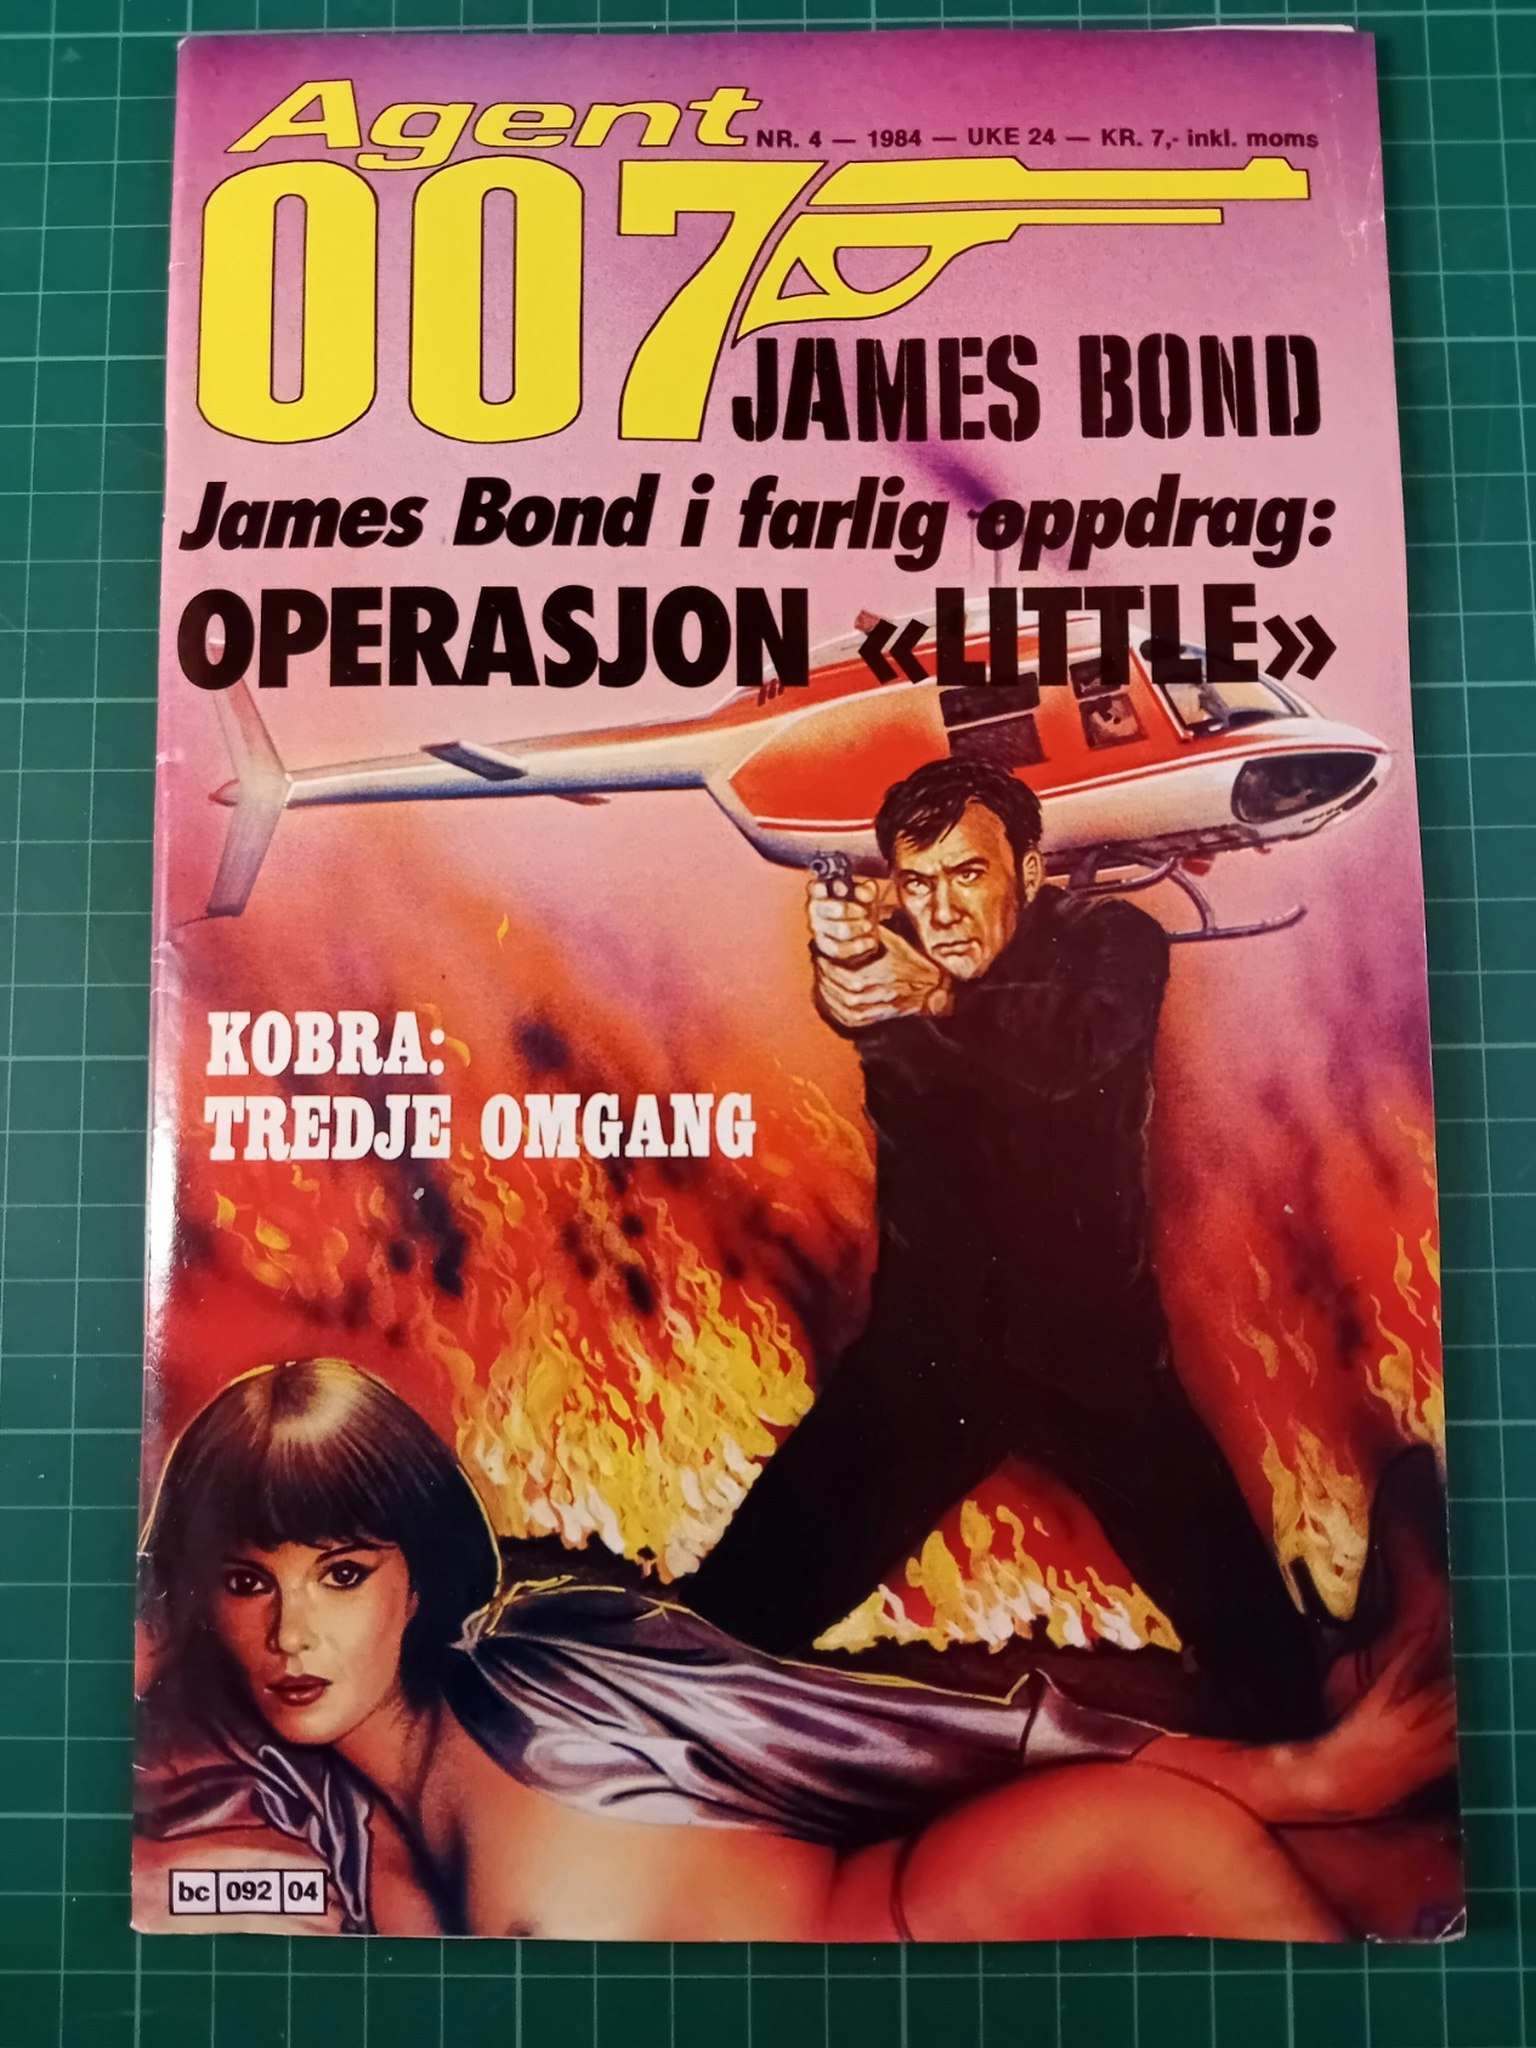 Agent
NR. 4 — 1984 — UKE 24 — KR. 7,- inkl. moms
007
JAMES BOND
James Bond i farlig oppdrag:
OPERASJON «LITTLE»
KOBRA:
TREDJE OMGANG
bc 092 04